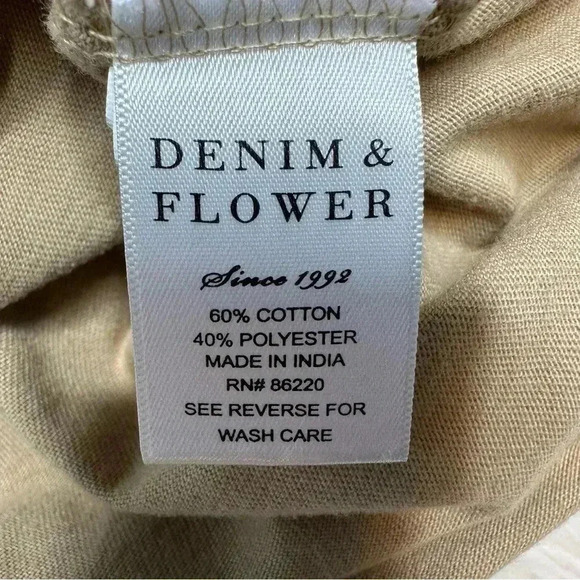 DENIM &
FLOWER
Since 1992
60% COTTON
40% POLYESTER
MADE IN INDIA
RN# 86220
SEE REVERSE FOR
WASH CARE